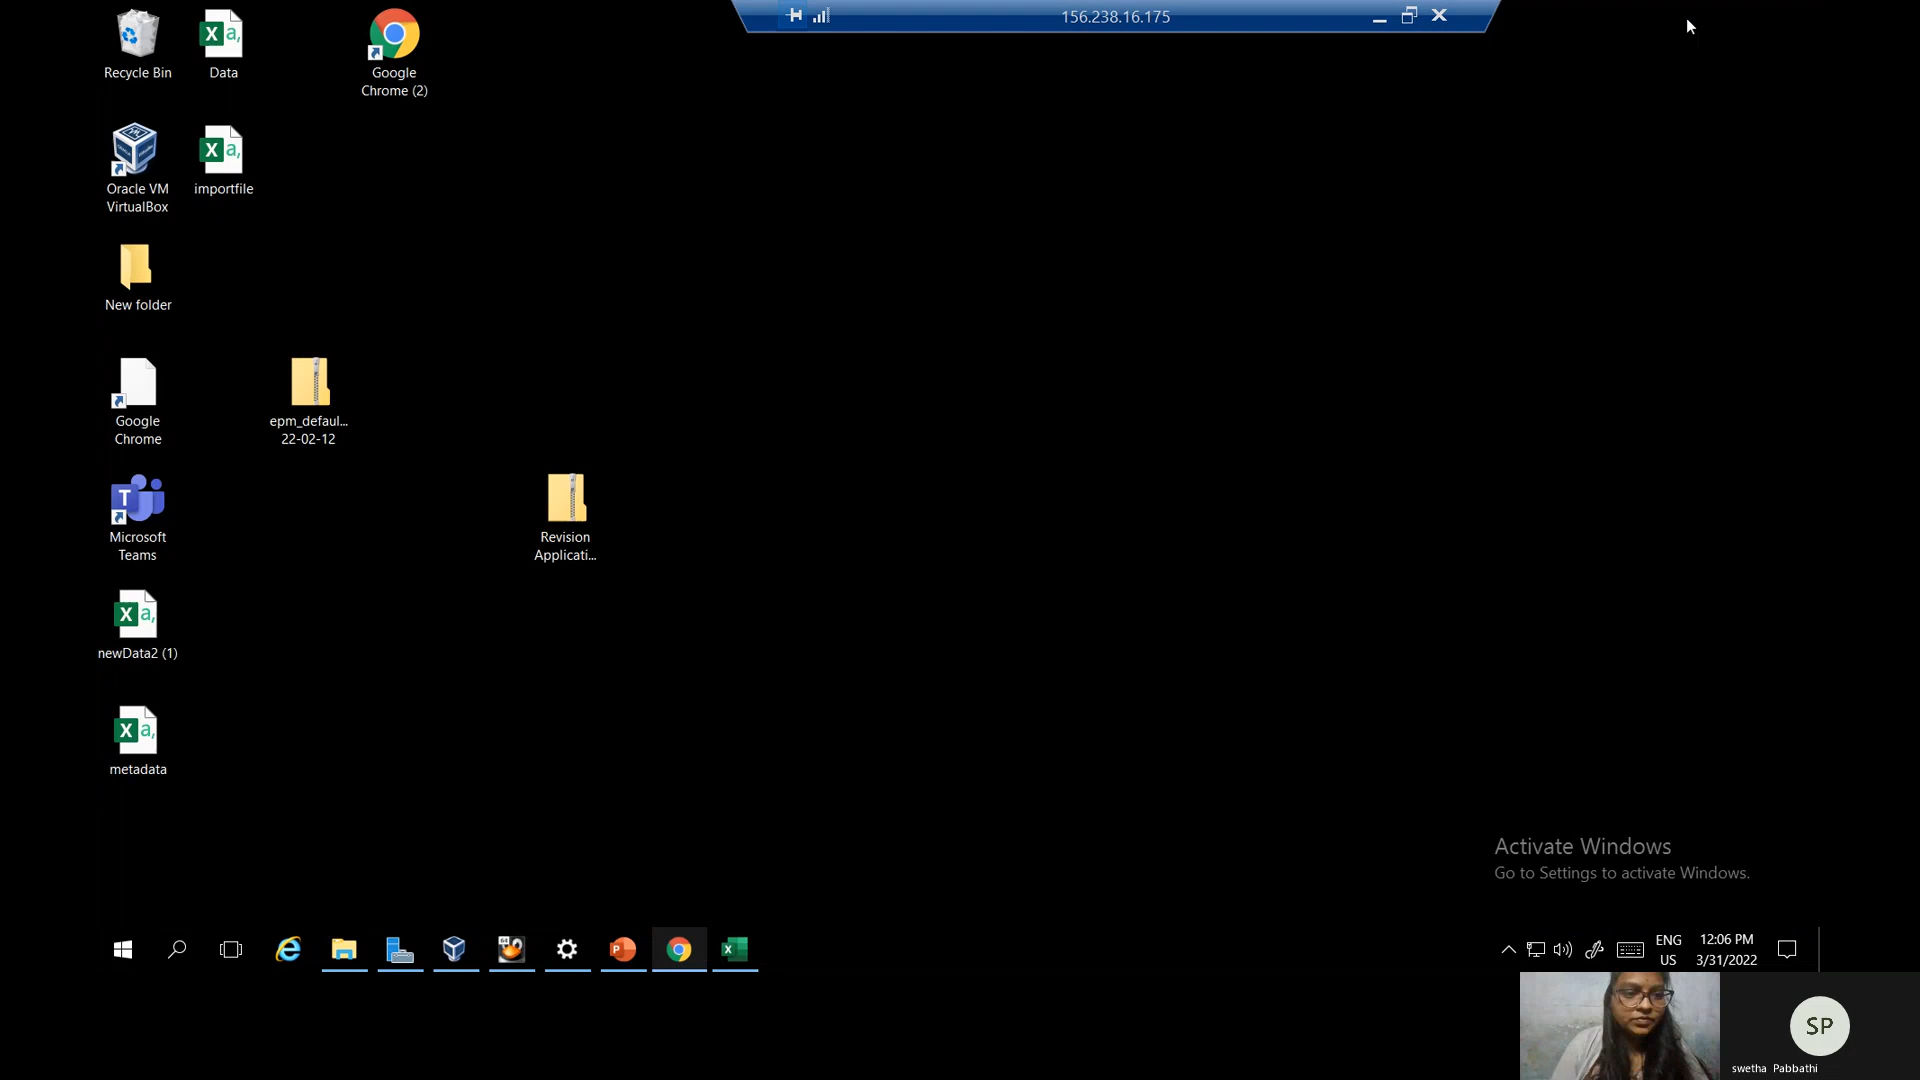 156.238.16.175
Recycle Bin
Data
Google
Chrome (2)
Oracle VM
VirtualBox
importfile
New folder
Google
Chrome
epm_defaul...
22-02-12
Microsoft
Teams
Revision
Applicati...
newData2 (1)
metadata
Activate Windows
Go to Settings to activate Windows.
ENG
US
12:06 PM
3/31/2022
SP
swetha Pabbathi